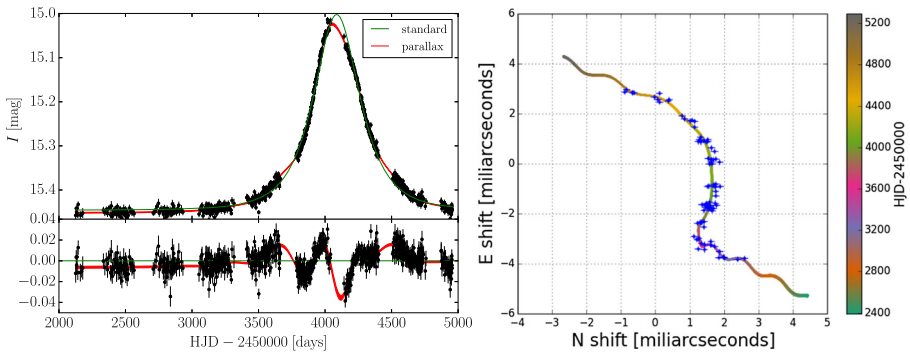 15.0
15.1
15.2
15.3
15.4
I [mag]
standard
parallax
0.04
0.02
0.00
−0.02
−0.04
2000 2500 3000 3500 4000 4500 5000
HJD − 2450000 [days]
6
4
2
0
−2
−4
−6
E shift [miliarcseconds]
−4 −3 −2 −1 0 1 2 3 4 5
N shift [miliarcseconds]
5200
4800
4400
4000
3600
3200
2800
2400
HJD-2450000